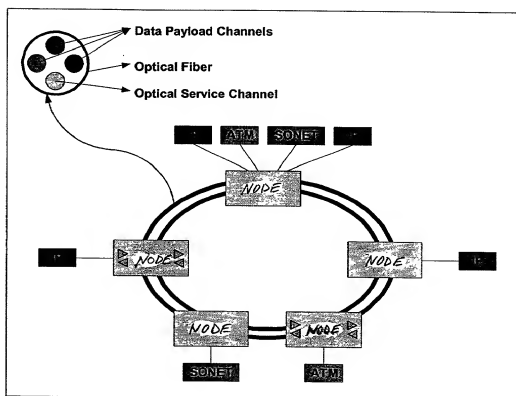 Data Payload Channels
Optical Fiber
Optical Service Channel
ATM SONET
NODE
NODE
NODE
NODE
NODE
SONET
ATM